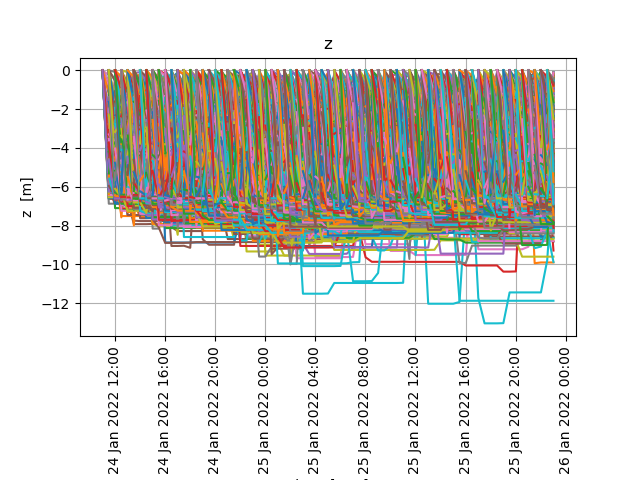 z
0
−2
−4
−6
−8
−10
−12
z [m]
24 Jan 2022 12:00
24 Jan 2022 16:00
24 Jan 2022 20:00
25 Jan 2022 00:00
25 Jan 2022 04:00
25 Jan 2022 08:00
25 Jan 2022 12:00
25 Jan 2022 16:00
25 Jan 2022 20:00
26 Jan 2022 00:00